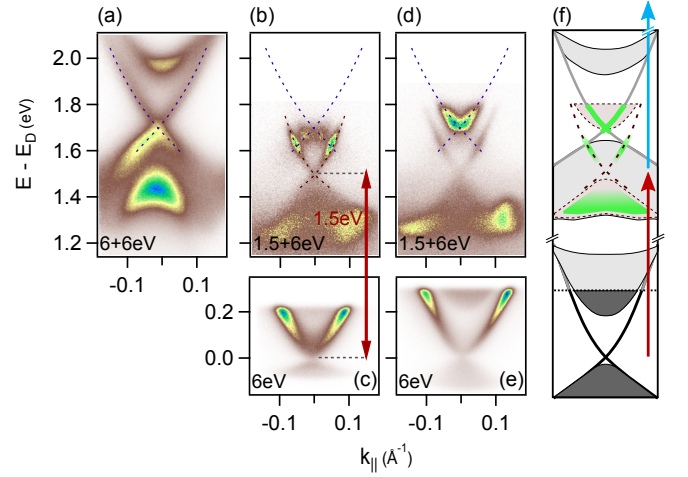 (a) (b) (d) (f)
2.0
1.8
1.6
1.4
1.2
E - E_D (eV)
6+6eV 1.5+6eV 1.5eV 1.5+6eV
-0.1 0.1
0.2
0.0
6eV (c) 6eV (e)
-0.1 0.1 -0.1 0.1
k_|| (Å⁻¹)